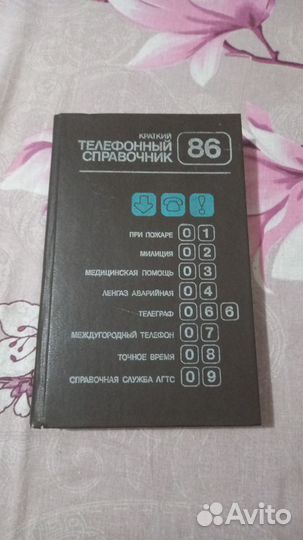 КРАТКИЙ
ТЕЛЕФОННЫЙ
СПРАВОЧНИК 86
ПРИ ПОЖАРЕ 01
МИЛИЦИЯ 02
МЕДИЦИНСКАЯ ПОМОЩЬ 03
ЛЕНГАЗ АВАРИЙНАЯ 04
ТЕЛЕГРАФ 066
МЕЖДУГОРОДНЫЙ ТЕЛЕФОН 07
ТОЧНОЕ ВРЕМЯ 08
СПРАВОЧНАЯ СЛУЖБА ЛГТС 09
Avito